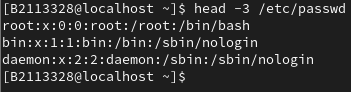 [B2113328@localhost ~]$ head -3 /etc/passwd
root:x:0:0:root:/root:/bin/bash
bin:x:1:1:bin:/bin:/sbin/nologin
daemon:x:2:2:daemon:/sbin:/sbin/nologin
[B2113328@localhost ~]$